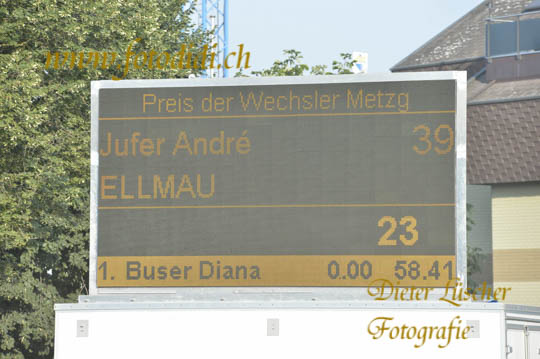 www.fotodidi.ch
Preis der Wechsler Metzg
Jufer André 39
ELLMAU
23
1. Buser Diana 0.00 58.41
Dieter Lüscher
Fotografie